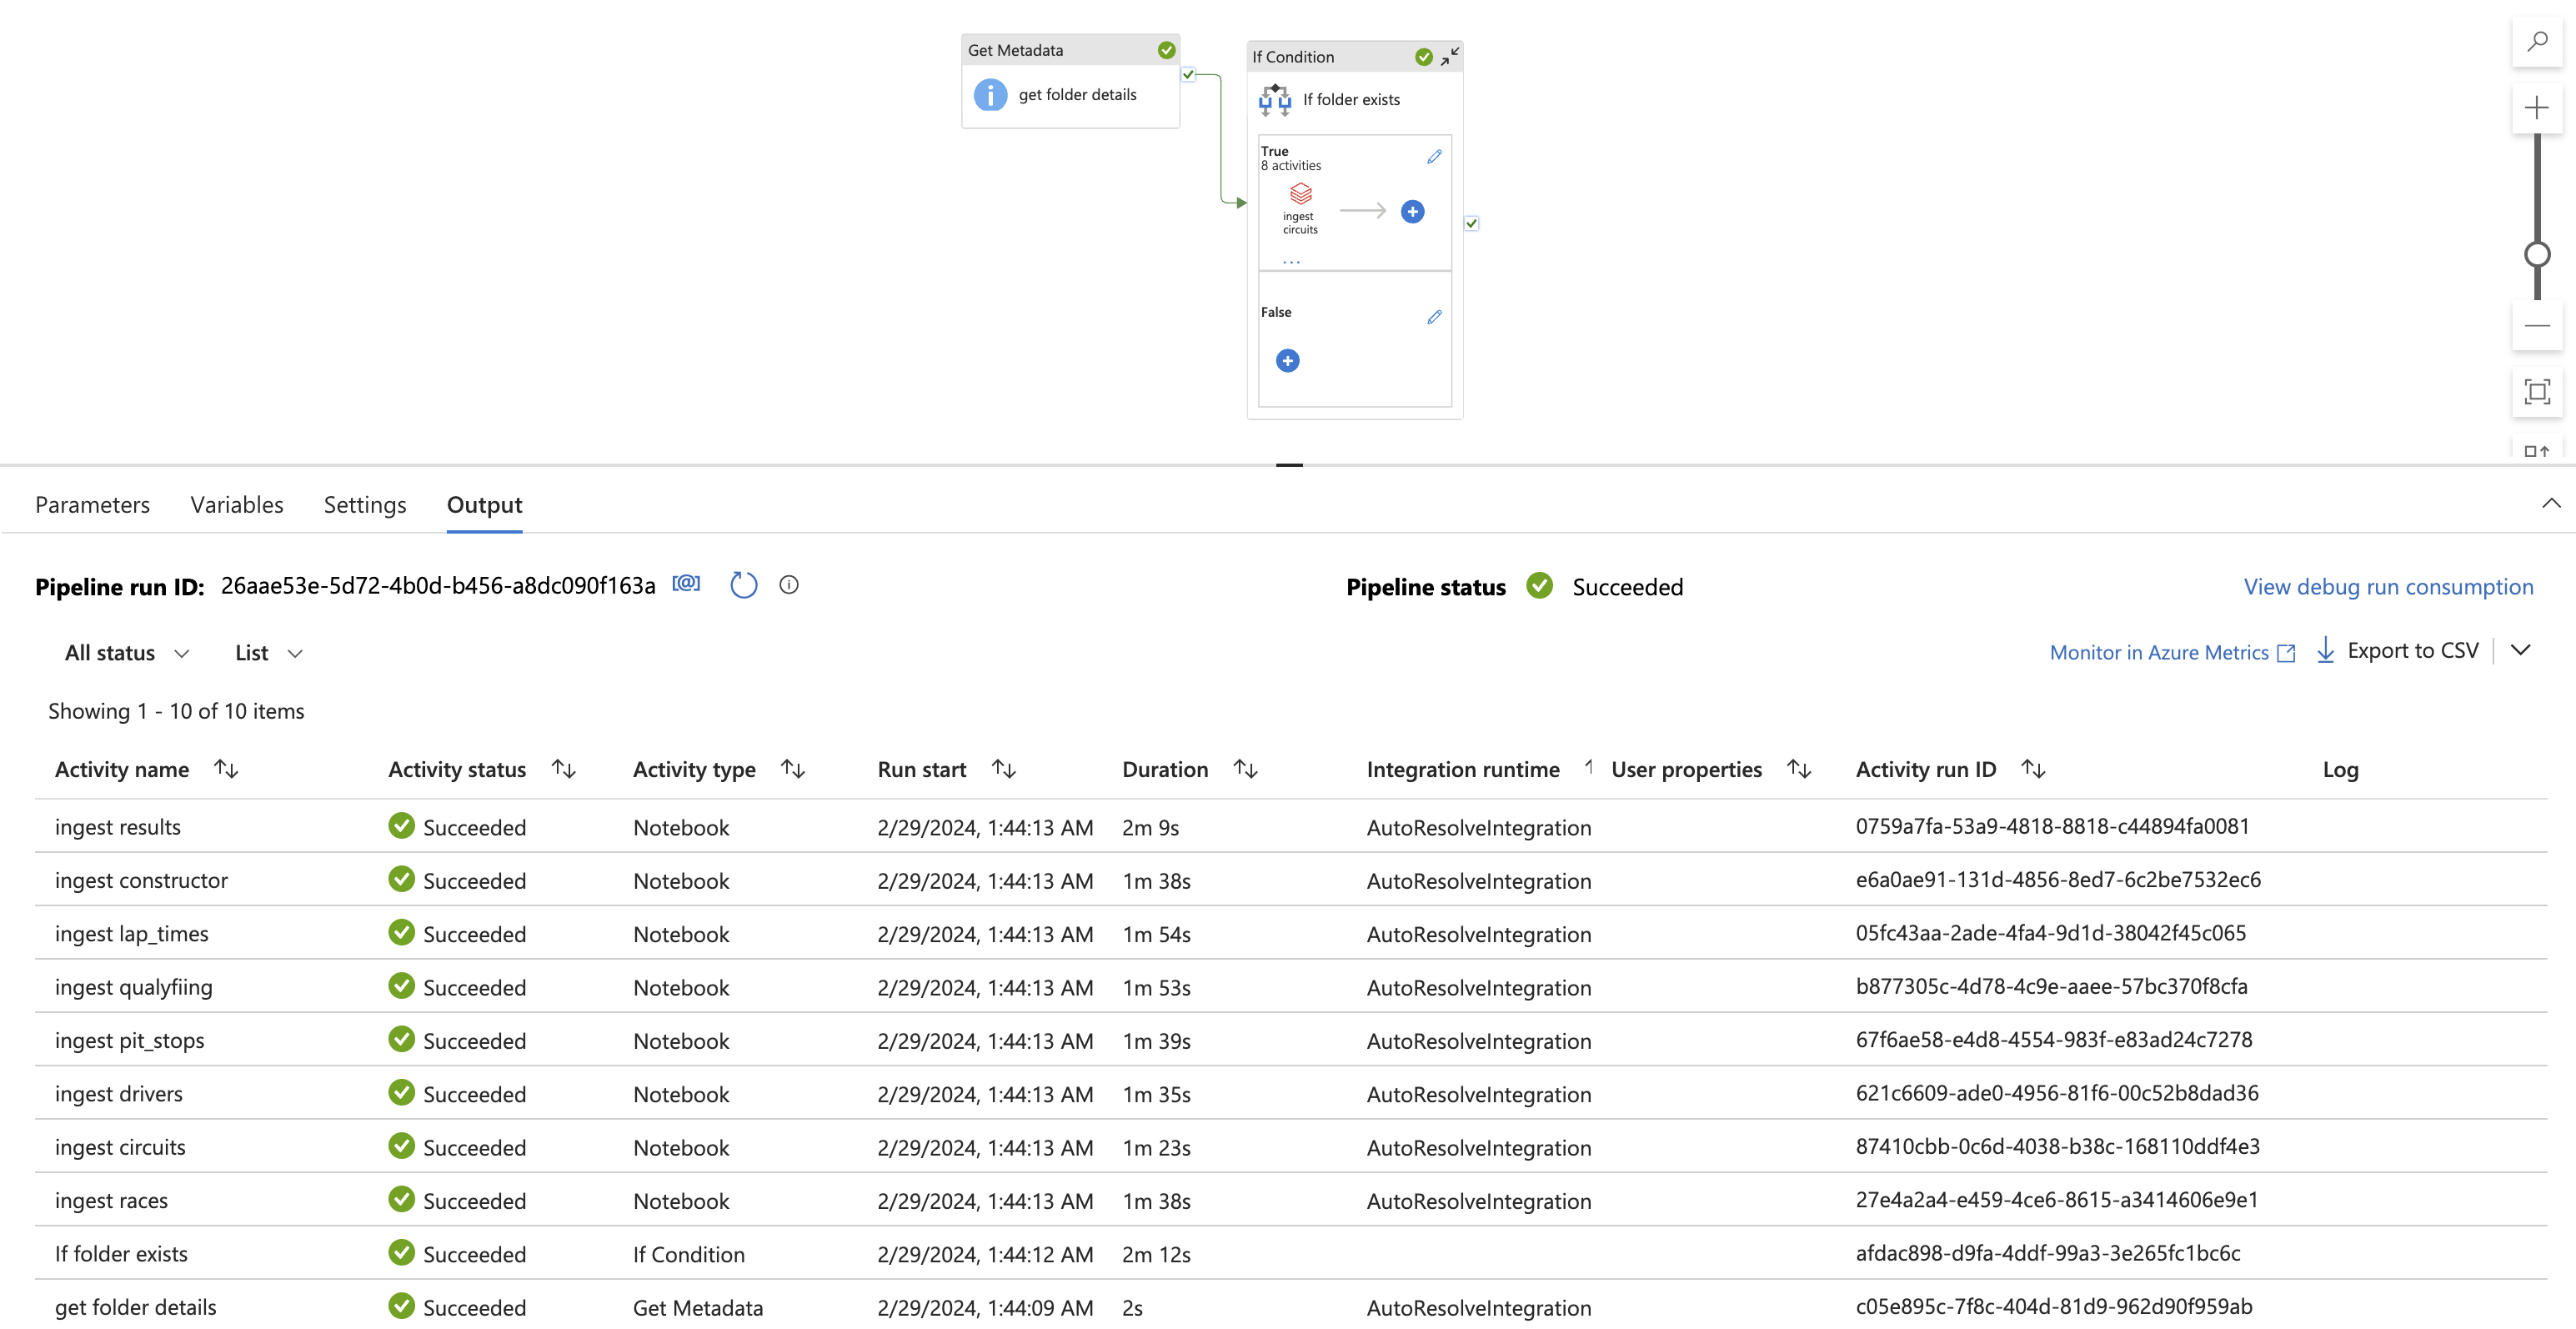 Get Metadata
get folder details
If Condition
If folder exists
True
8 activities
ingest
circuits
...
False
Parameters Variables Settings Output
Pipeline run ID: 26aae53e-5d72-4b0d-b456-a8dc090f163a [@] Pipeline status Succeeded View debug run consumption
All status List Monitor in Azure Metrics Export to CSV
Showing 1 - 10 of 10 items
Activity name Activity status Activity type Run start Duration Integration runtime User properties Activity run ID Log
ingest results Succeeded Notebook 2/29/2024, 1:44:13 AM 2m 9s AutoResolveIntegration 0759a7fa-53a9-4818-8818-c44894fa0081
ingest constructor Succeeded Notebook 2/29/2024, 1:44:13 AM 1m 38s AutoResolveIntegration e6a0ae91-131d-4856-8ed7-6c2be7532ec6
ingest lap_times Succeeded Notebook 2/29/2024, 1:44:13 AM 1m 54s AutoResolveIntegration 05fc43aa-2ade-4fa4-9d1d-38042f45c065
ingest qualyfiing Succeeded Notebook 2/29/2024, 1:44:13 AM 1m 53s AutoResolveIntegration b877305c-4d78-4c9e-aaee-57bc370f8cfa
ingest pit_stops Succeeded Notebook 2/29/2024, 1:44:13 AM 1m 39s AutoResolveIntegration 67f6ae58-e4d8-4554-983f-e83ad24c7278
ingest drivers Succeeded Notebook 2/29/2024, 1:44:13 AM 1m 35s AutoResolveIntegration 621c6609-ade0-4956-81f6-00c52b8dad36
ingest circuits Succeeded Notebook 2/29/2024, 1:44:13 AM 1m 23s AutoResolveIntegration 87410cbb-0c6d-4038-b38c-168110ddf4e3
ingest races Succeeded Notebook 2/29/2024, 1:44:13 AM 1m 38s AutoResolveIntegration 27e4a2a4-e459-4ce6-8615-a3414606e9e1
If folder exists Succeeded If Condition 2/29/2024, 1:44:12 AM 2m 12s afdac898-d9fa-4ddf-99a3-3e265fc1bc6c
get folder details Succeeded Get Metadata 2/29/2024, 1:44:09 AM 2s AutoResolveIntegration c05e895c-7f8c-404d-81d9-962d90f959ab